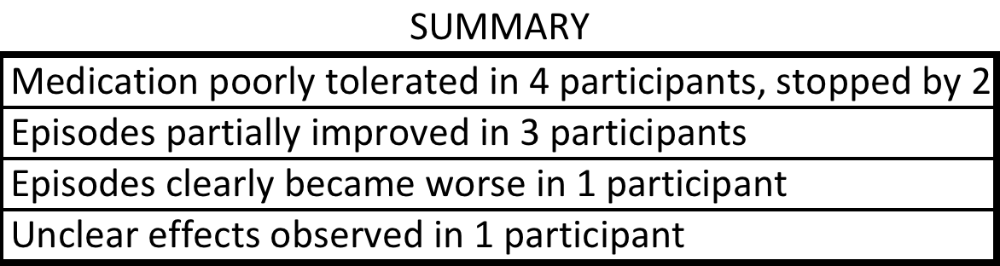 SUMMARY
Medication poorly tolerated in 4 participants, stopped by 2
Episodes partially improved in 3 participants
Episodes clearly became worse in 1 participant
Unclear effects observed in 1 participant